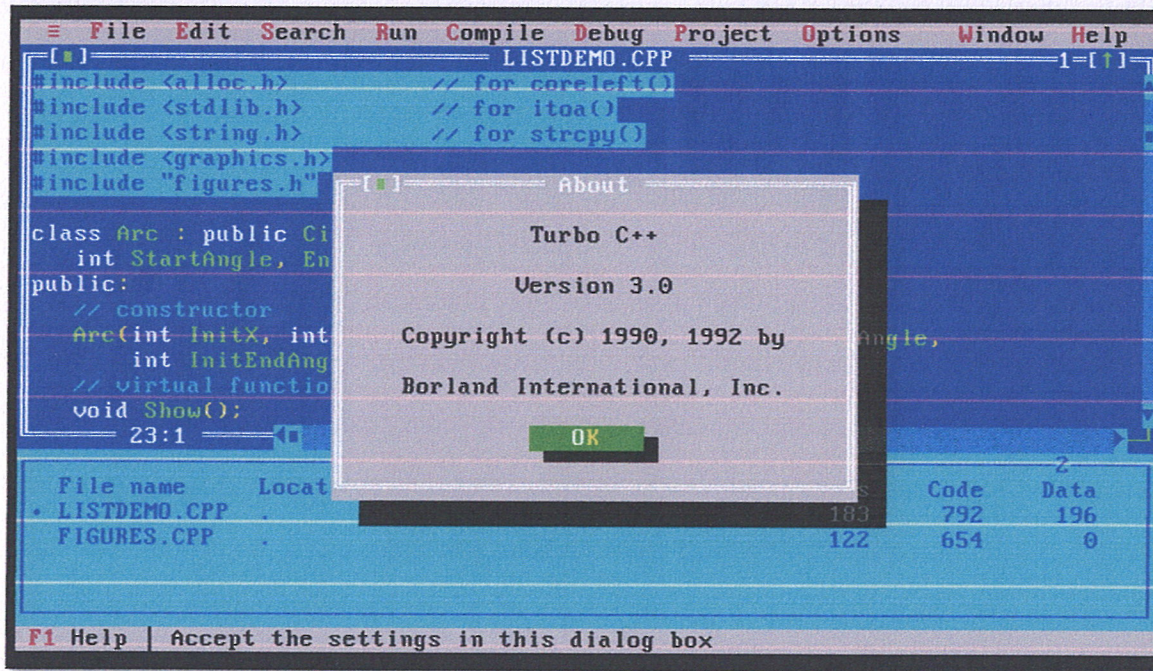 ≡ File Edit Search Run Compile Debug Project Options Window Help
[■] LISTDEMO.CPP 1=[↑]
#include <alloc.h> // for coreleft()
#include <stdlib.h> // for itoa()
#include <string.h> // for strcpy()
#include <graphics.h>
#include "figures.h"
[■] About
Turbo C++
class Arc : public Ci
int StartAngle, En
Version 3.0
public:
// constructor
Arc(int InitX, int Angle,
Copyright (c) 1990, 1992 by
int InitEndAng
// virtual functio
Borland International, Inc.
void Show();
23:1
OK
2
File name Locat s Code Data
• LISTDEMO.CPP . 183 792 196
FIGURES.CPP . 122 654 0
F1 Help | Accept the settings in this dialog box